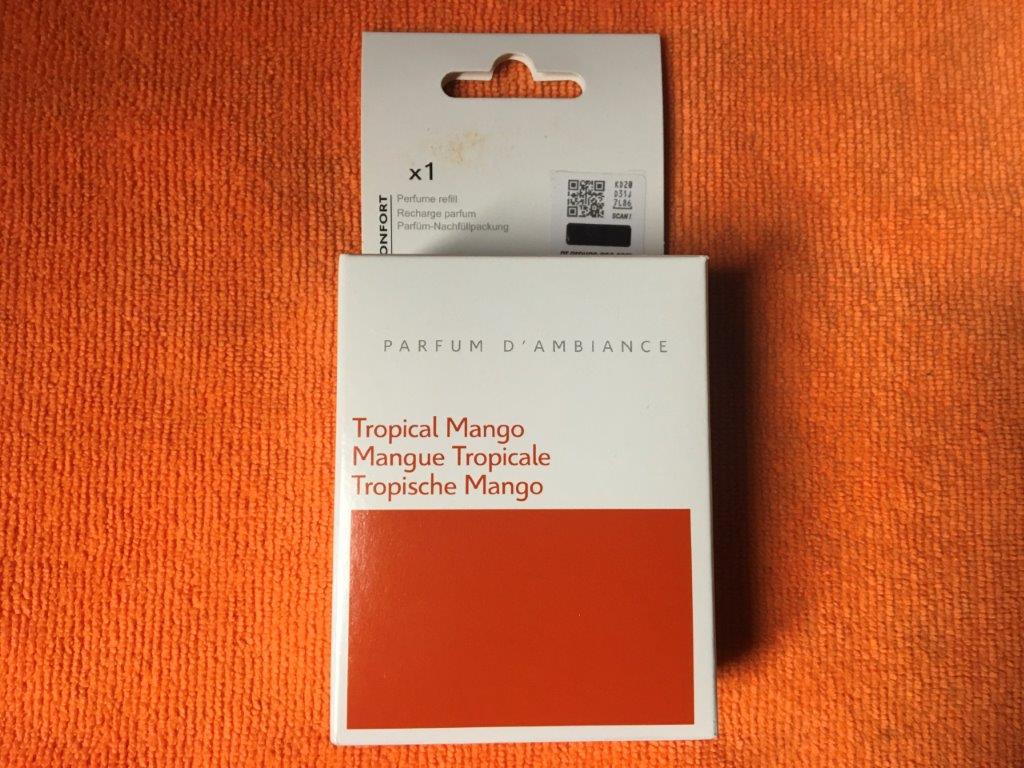 x1
ONFORT
Perfume refill
Recharge parfum
Parfüm-Nachfüllpackung
KD20
D31J
7L86
SCAN!
PARFUM D'AMBIANCE
Tropical Mango
Mangue Tropicale
Tropische Mango